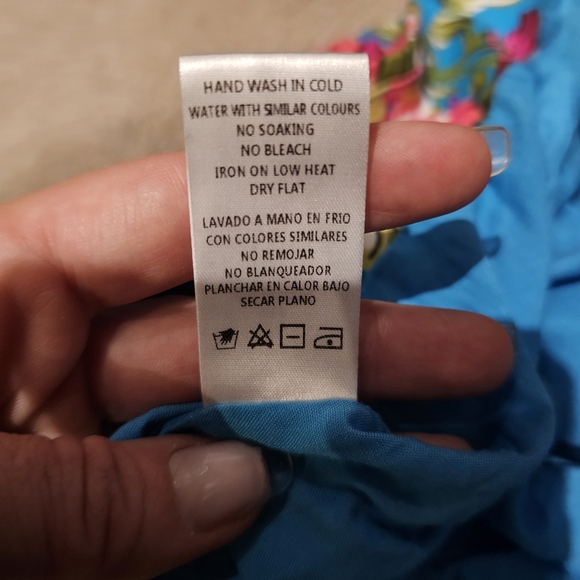 HAND WASH IN COLD
WATER WITH SIMILAR COLOURS
NO SOAKING
NO BLEACH
IRON ON LOW HEAT
DRY FLAT
LAVADO A MANO EN FRIO
CON COLORES SIMILARES
NO REMOJAR
NO BLANQUEADOR
PLANCHAR EN CALOR BAJO
SECAR PLANO